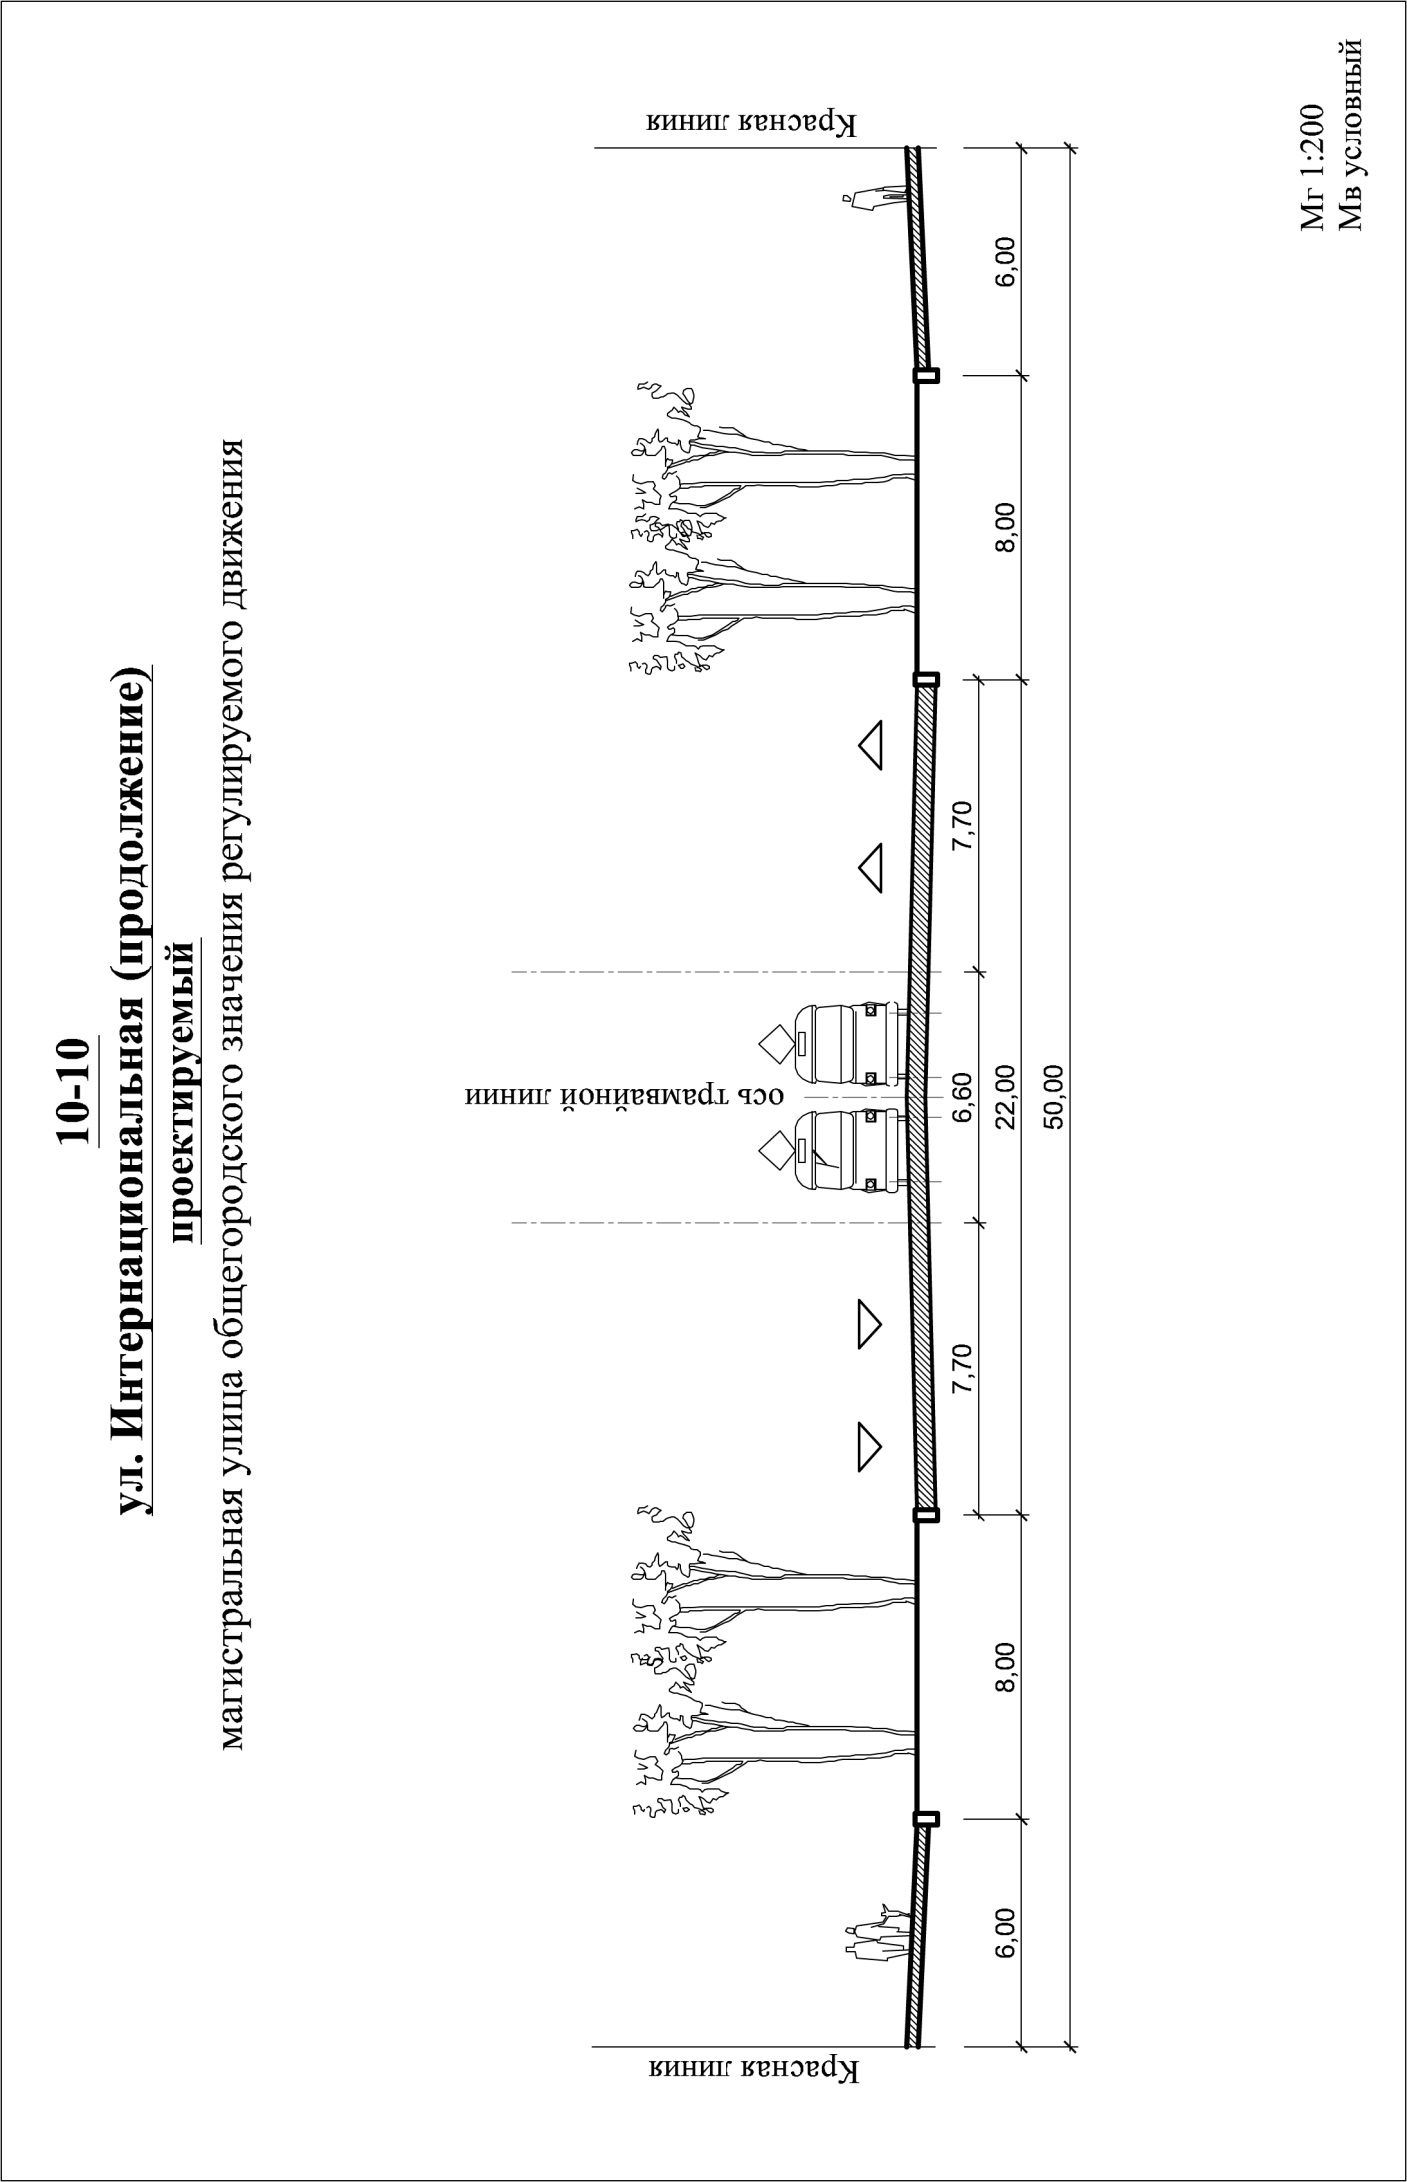 10-10
ул. Интернациональная (продолжение)
проектируемый
магистральная улица общегородского значения регулируемого движения
Красная линия
ось трамвайной линии
Красная линия
7,70
6,60
7,70
6,00
8,00
22,00
8,00
6,00
50,00
Мг 1:200
Мв условный